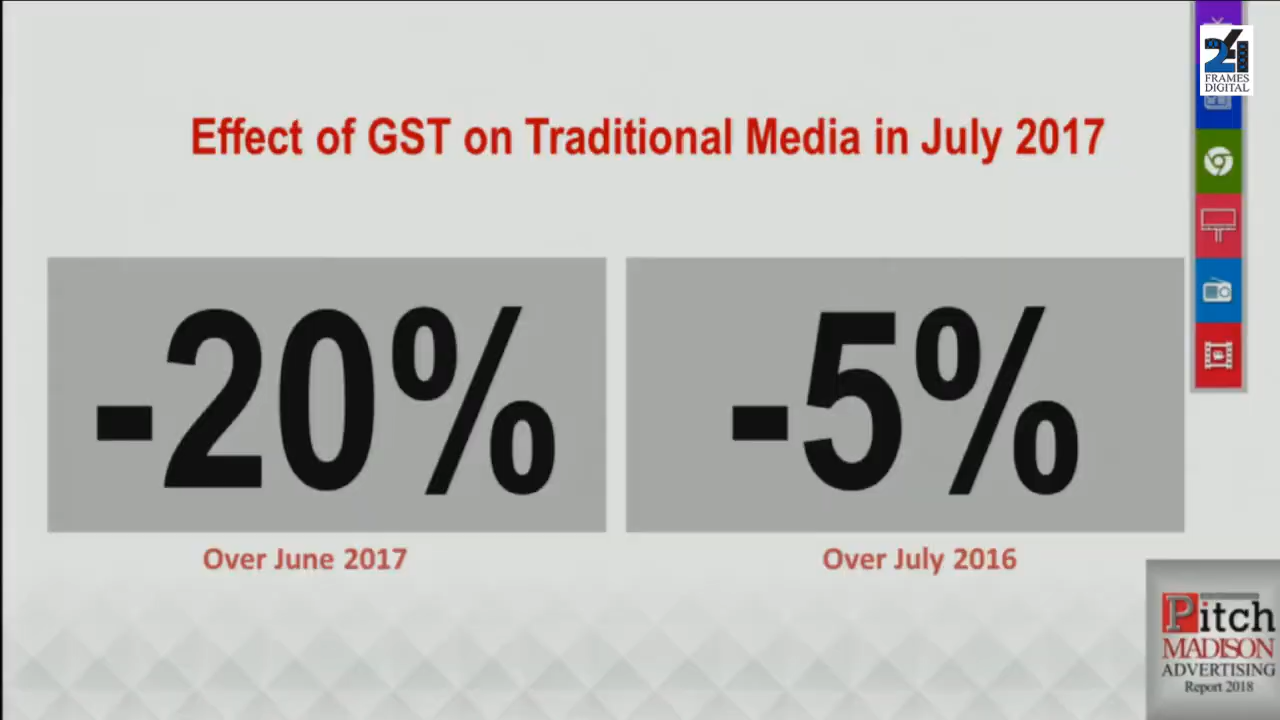 24
FRAMES
DIGITAL
Effect of GST on Traditional Media in July 2017
-20%
-5%
Over June 2017
Over July 2016
Pitch
MADISON
ADVERTISING
Report 2018